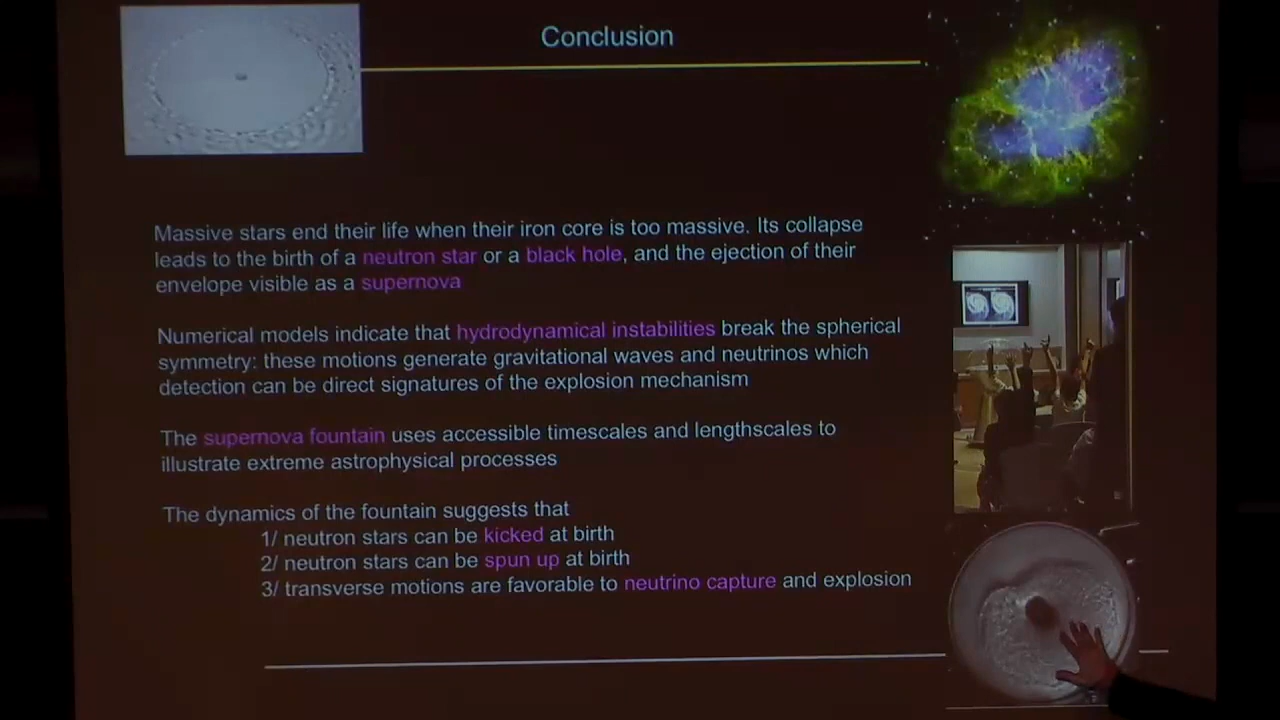 Conclusion
Massive stars end their life when their iron core is too massive. Its collapse
leads to the birth of a neutron star or a black hole, and the ejection of their
envelope visible as a supernova
Numerical models indicate that hydrodynamical instabilities break the spherical
symmetry: these motions generate gravitational waves and neutrinos which
detection can be direct signatures of the explosion mechanism
The supernova fountain uses accessible timescales and lengthscales to
illustrate extreme astrophysical processes
The dynamics of the fountain suggests that
1/ neutron stars can be kicked at birth
2/ neutron stars can be spun up at birth
3/ transverse motions are favorable to neutrino capture and explosion